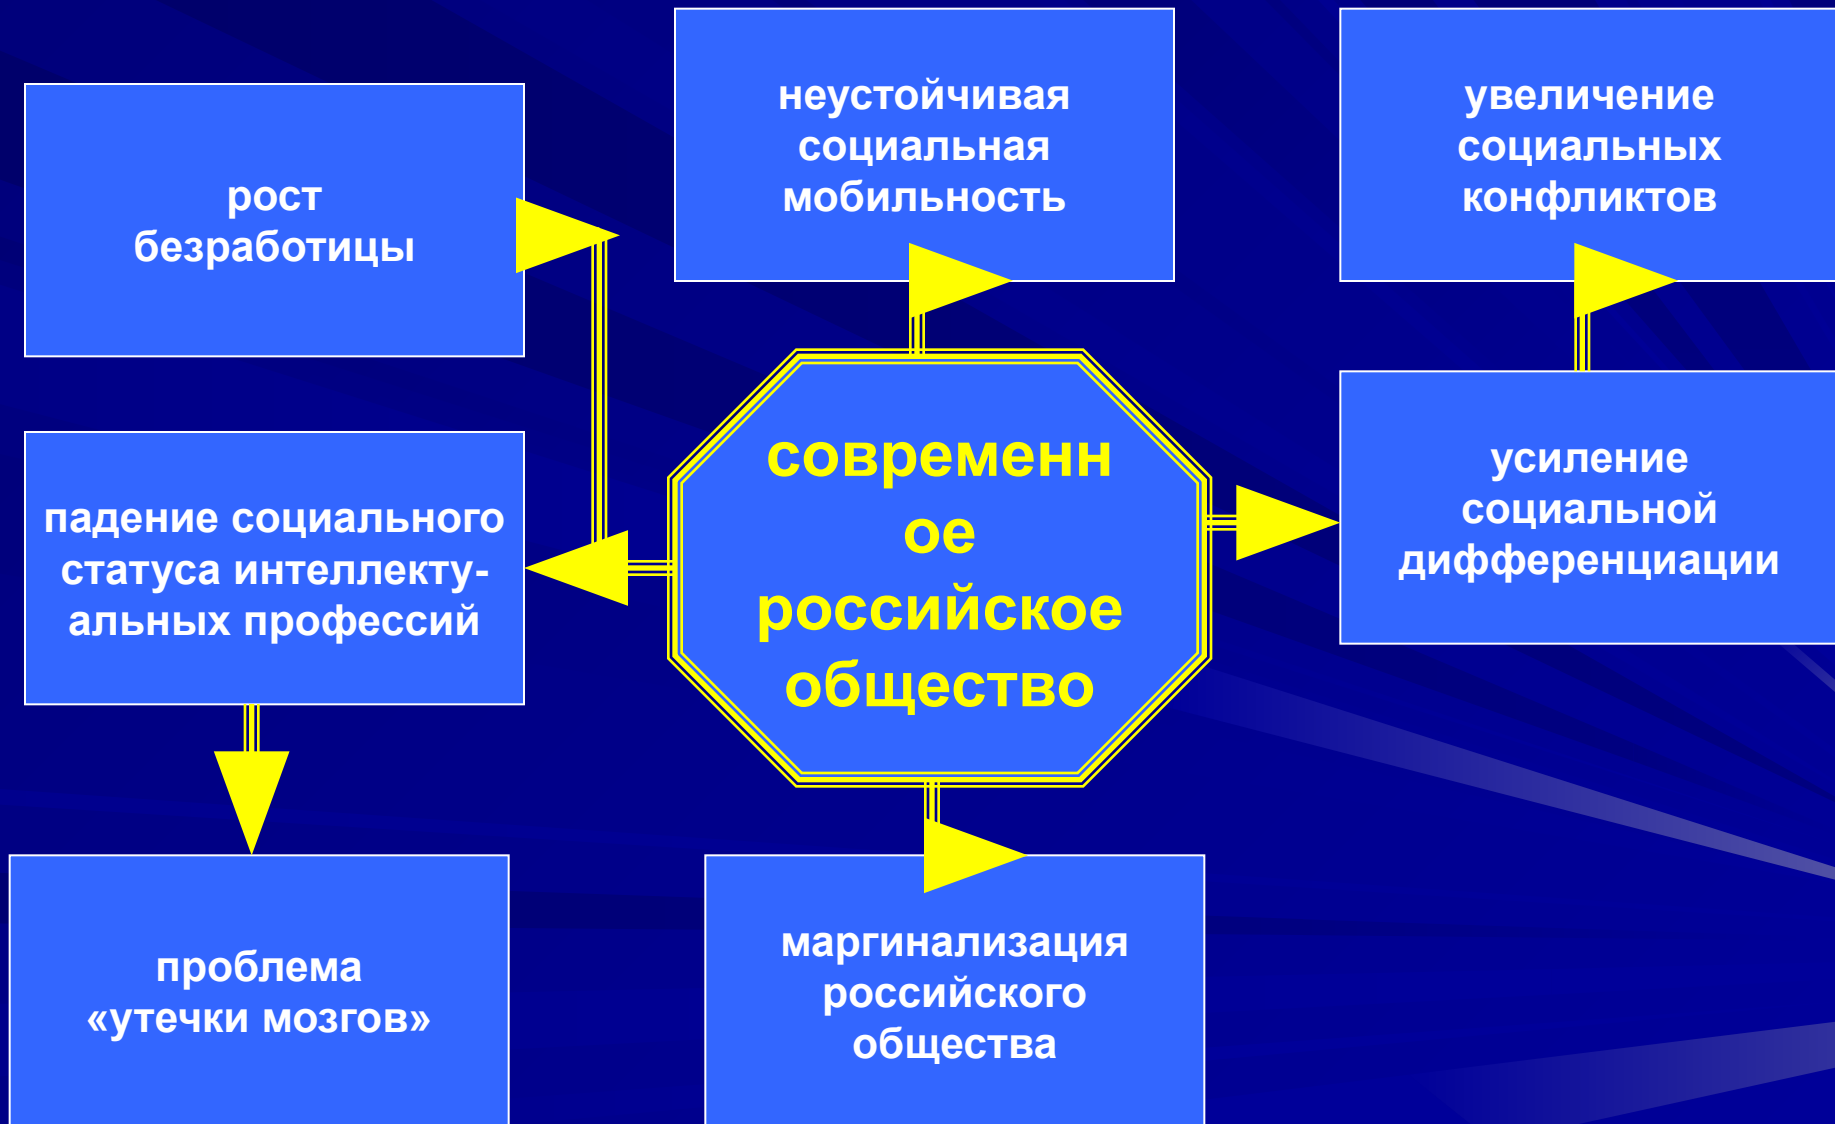 рост
безработицы
неустойчивая
социальная
мобильность
увеличение
социальных
конфликтов
падение социального
статуса интеллекту-
альных профессий
современн
ое
российское
общество
усиление
социальной
дифференциации
проблема
«утечки мозгов»
маргинализация
российского
общества